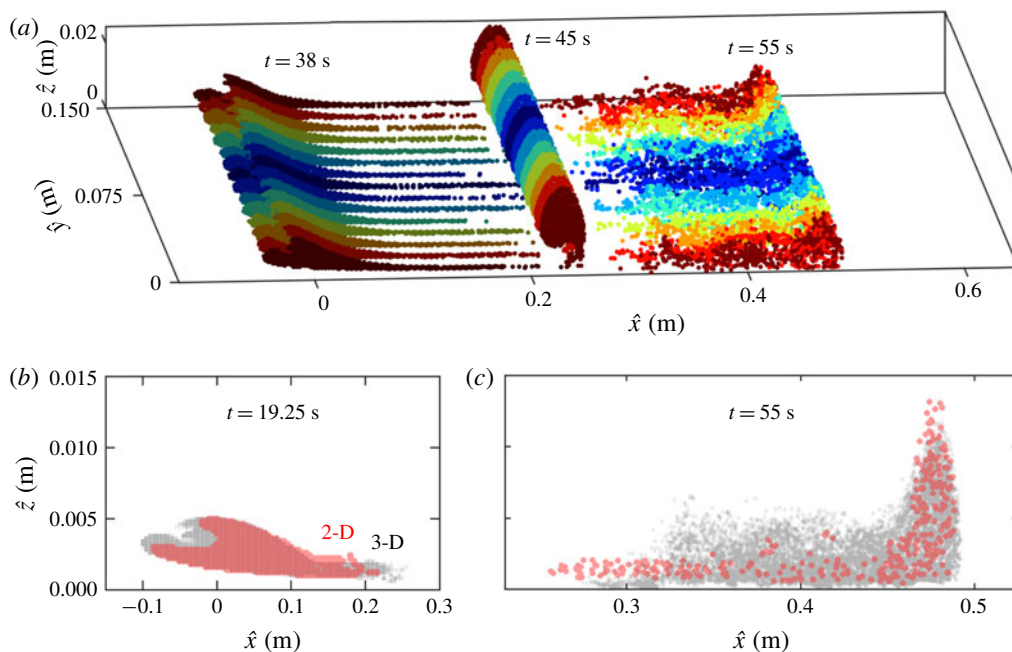 (a)
0.02
ẑ (m)
0
t = 38 s
t = 45 s
t = 55 s
0.150
ŷ (m)
0.075
0
0
0.2
0.4
0.6
x̂ (m)
(b)
0.015
t = 19.25 s
0.010
ẑ (m)
0.005
2-D
3-D
0.000
−0.1
0
0.1
0.2
0.3
x̂ (m)
(c)
t = 55 s
0.3
0.4
0.5
x̂ (m)